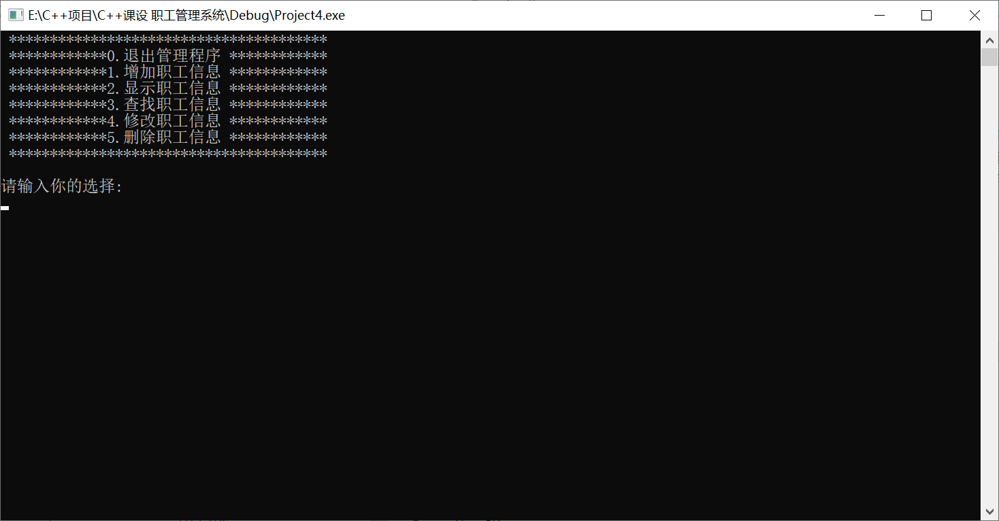 E:\C++项目\C++课设 职工管理系统\Debug\Project4.exe
***************************************
************0.退出管理程序 ************
************1.增加职工信息 ************
************2.显示职工信息 ************
************3.查找职工信息 ************
************4.修改职工信息 ************
************5.删除职工信息 ************
***************************************
请输入你的选择: